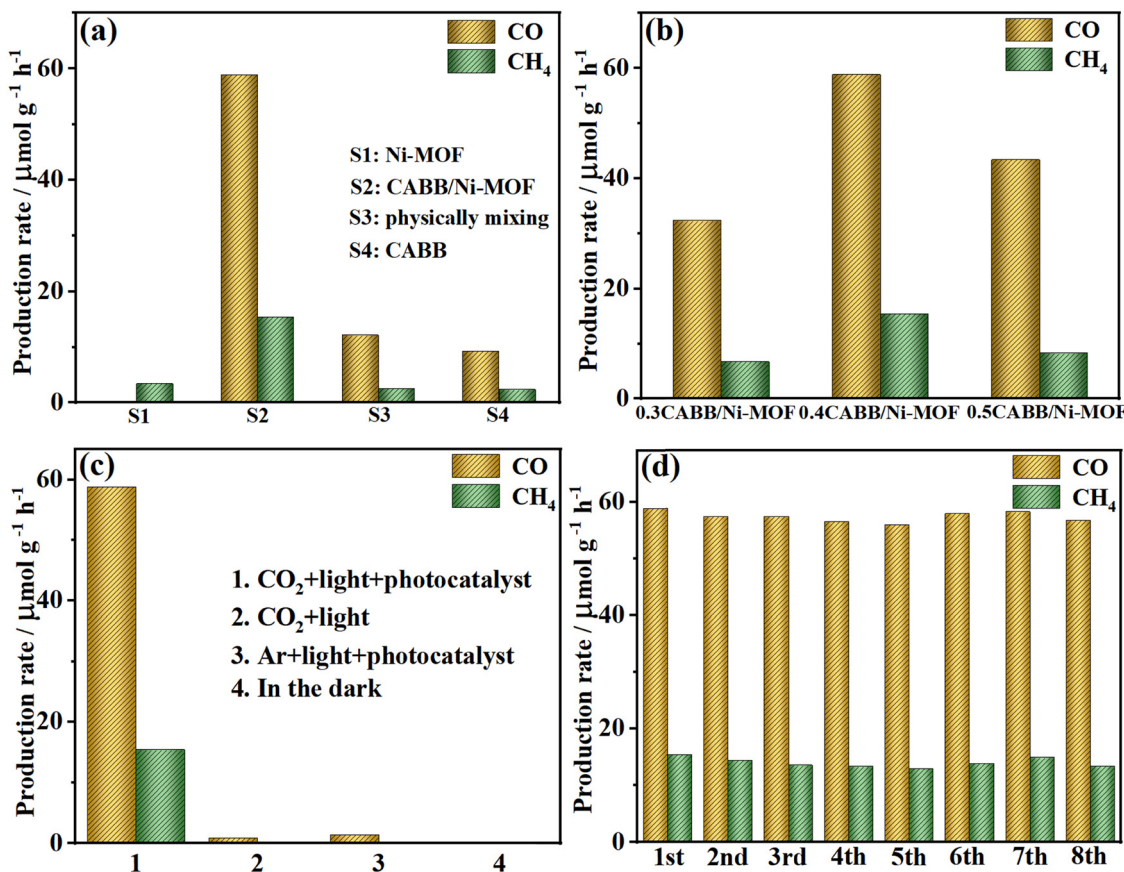 (a)
CO
CH₄
Production rate / μmol g⁻¹ h⁻¹
60
40
20
0
S1: Ni-MOF
S2: CABB/Ni-MOF
S3: physically mixing
S4: CABB
S1 S2 S3 S4
(b)
CO
CH₄
Production rate / μmol g⁻¹ h⁻¹
60
40
20
0
0.3CABB/Ni-MOF 0.4CABB/Ni-MOF 0.5CABB/Ni-MOF
(c)
CO
CH₄
Production rate / μmol g⁻¹ h⁻¹
60
40
20
0
1. CO₂+light+photocatalyst
2. CO₂+light
3. Ar+light+photocatalyst
4. In the dark
1 2 3 4
(d)
CO
CH₄
Production rate / μmol g⁻¹ h⁻¹
60
40
20
0
1st 2nd 3rd 4th 5th 6th 7th 8th